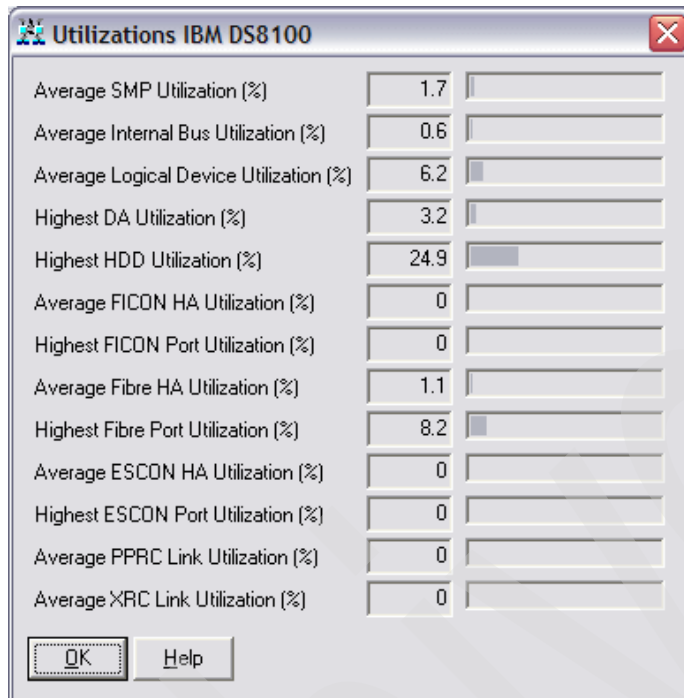 Utilizations IBM DS8100
Average SMP Utilization (%) 1.7
Average Internal Bus Utilization (%) 0.6
Average Logical Device Utilization (%) 6.2
Highest DA Utilization (%) 3.2
Highest HDD Utilization (%) 24.9
Average FICON HA Utilization (%) 0
Highest FICON Port Utilization (%) 0
Average Fibre HA Utilization (%) 1.1
Highest Fibre Port Utilization (%) 8.2
Average ESCON HA Utilization (%) 0
Highest ESCON Port Utilization (%) 0
Average PPRC Link Utilization (%) 0
Average XRC Link Utilization (%) 0
OK Help